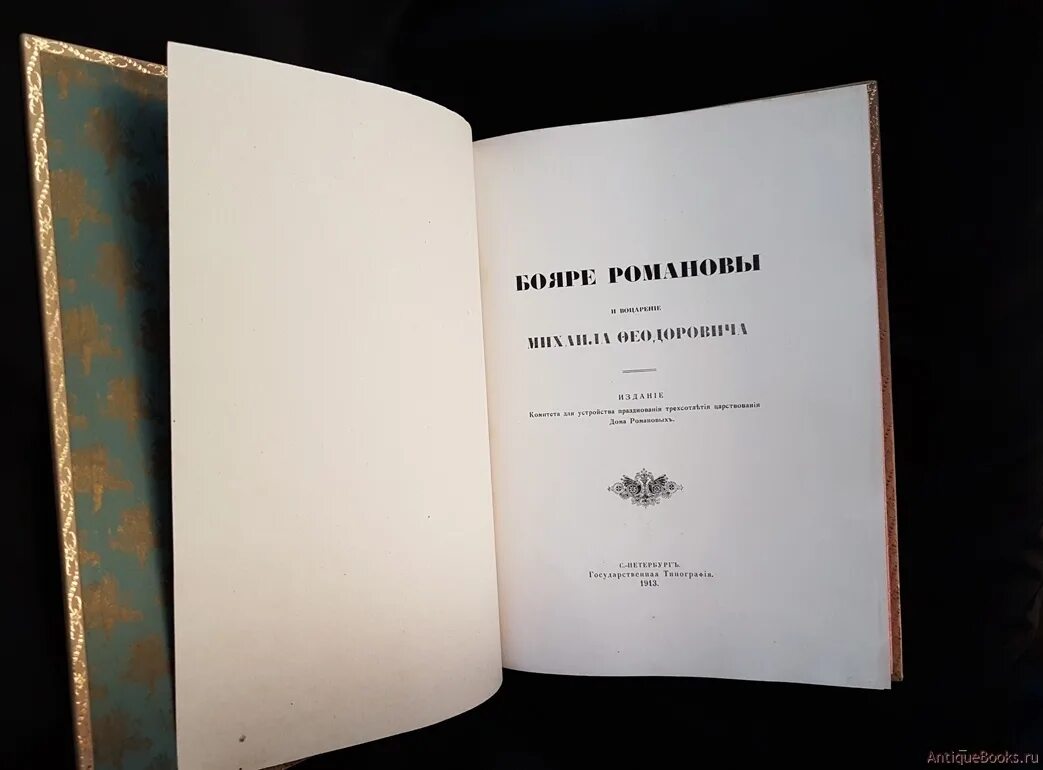 БОЯРЕ РОМАНОВЫ
И ВОЦАРЕНІЕ
МИХАИЛА ѲЕОДОРОВИЧА
ИЗДАНІЕ
Комитета для устройства празднованія трехсотлѣтія царствованія
Дома Романовыхъ.
С.-ПЕТЕРБУРГЪ.
Государственная Типографія.
1913.
AntiqueBooks.ru